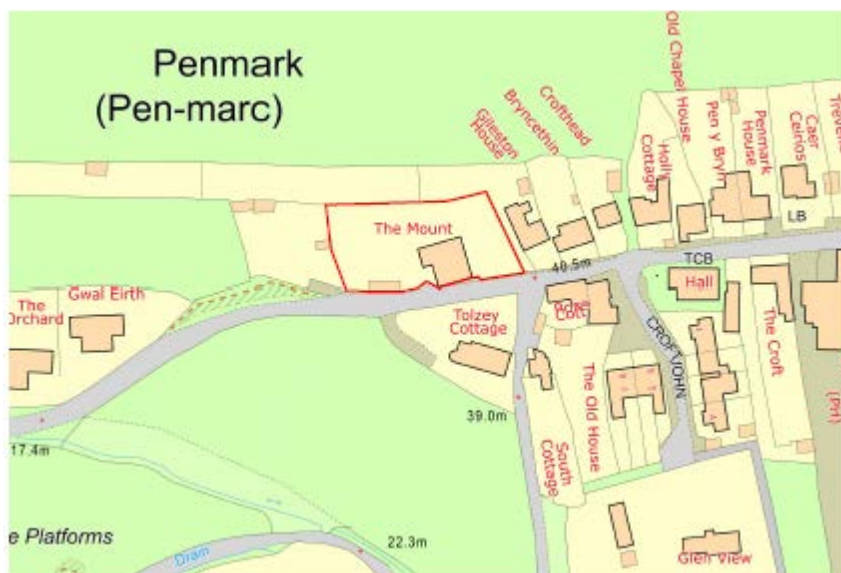 Penmark
(Pen-marc)
Gileston
House
Bryncethin
Crofthead
Holly
Cottage
Old Chapel
House
Pen y Bryn
Penmark
House
Caer
Ceirios
LB
The Mount
40.5m
TCB
Hall
The
Orchard
Gwal Eirth
Tolzey
Cottage
CROFT JOHN
The Croft
The Old House
39.0m
South
Cottage
(PH)
17.4m
e Platforms
Drain
22.3m
Glen View